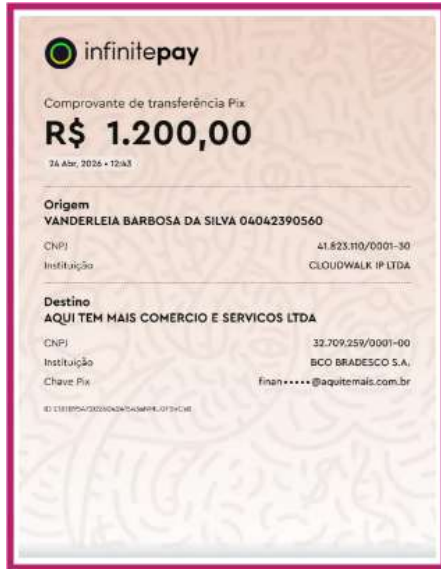 infinitepay
Comprovante de transferência Pix
R$ 1.200,00
24 Abr, 2026 • 12:43
Origem
VANDERLEIA BARBOSA DA SILVA 04042390560
CNPJ 41.823.110/0001-30
Instituição CLOUDWALK IP LTDA
Destino
AQUI TEM MAIS COMERCIO E SERVICOS LTDA
CNPJ 32.709.259/0001-00
Instituição BCO BRADESCO S.A.
Chave Pix finan•••••@aquitemais.com.br
ID